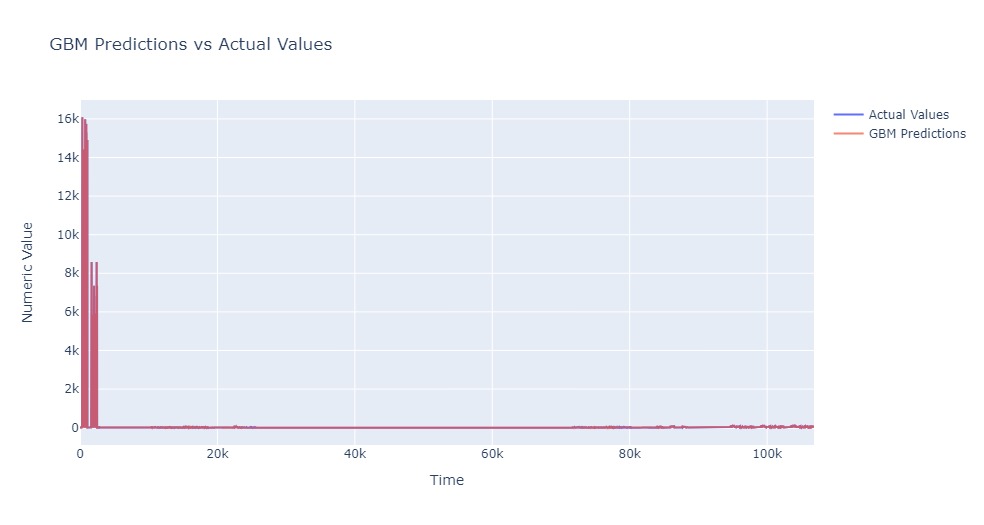 GBM Predictions vs Actual Values
Actual Values
GBM Predictions
16k
14k
12k
10k
8k
6k
4k
2k
0
Numeric Value
0 20k 40k 60k 80k 100k
Time